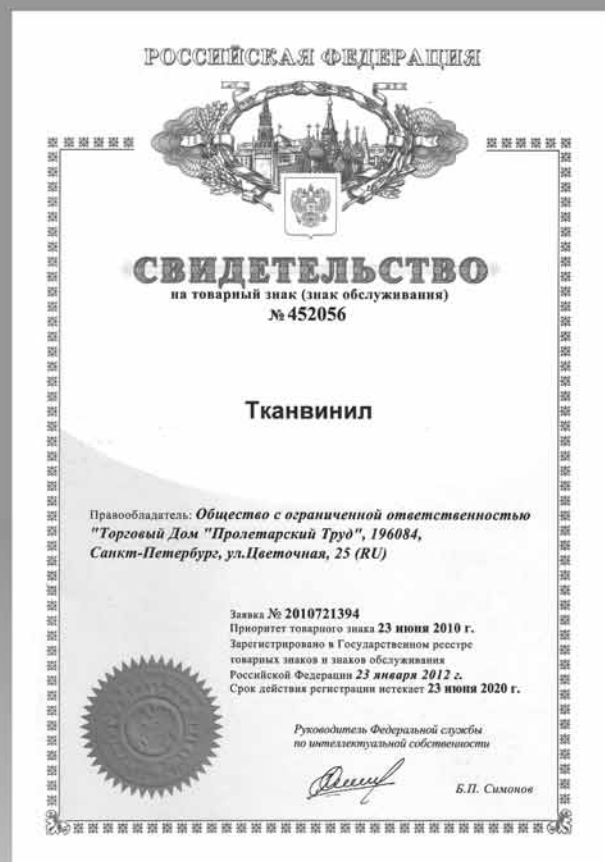 РОССИЙСКАЯ ФЕДЕРАЦИЯ
СВИДЕТЕЛЬСТВО
на товарный знак (знак обслуживания)
№ 452056
Тканвинил
Правообладатель: Общество с ограниченной ответственностью
"Торговый Дом "Пролетарский Труд", 196084,
Санкт-Петербург, ул.Цветочная, 25 (RU)
Заявка № 2010721394
Приоритет товарного знака 23 июня 2010 г.
Зарегистрировано в Государственном реестре
товарных знаков и знаков обслуживания
Российской Федерации 23 января 2012 г.
Срок действия регистрации истекает 23 июня 2020 г.
Руководитель Федеральной службы
по интеллектуальной собственности
Б.П. Симонов